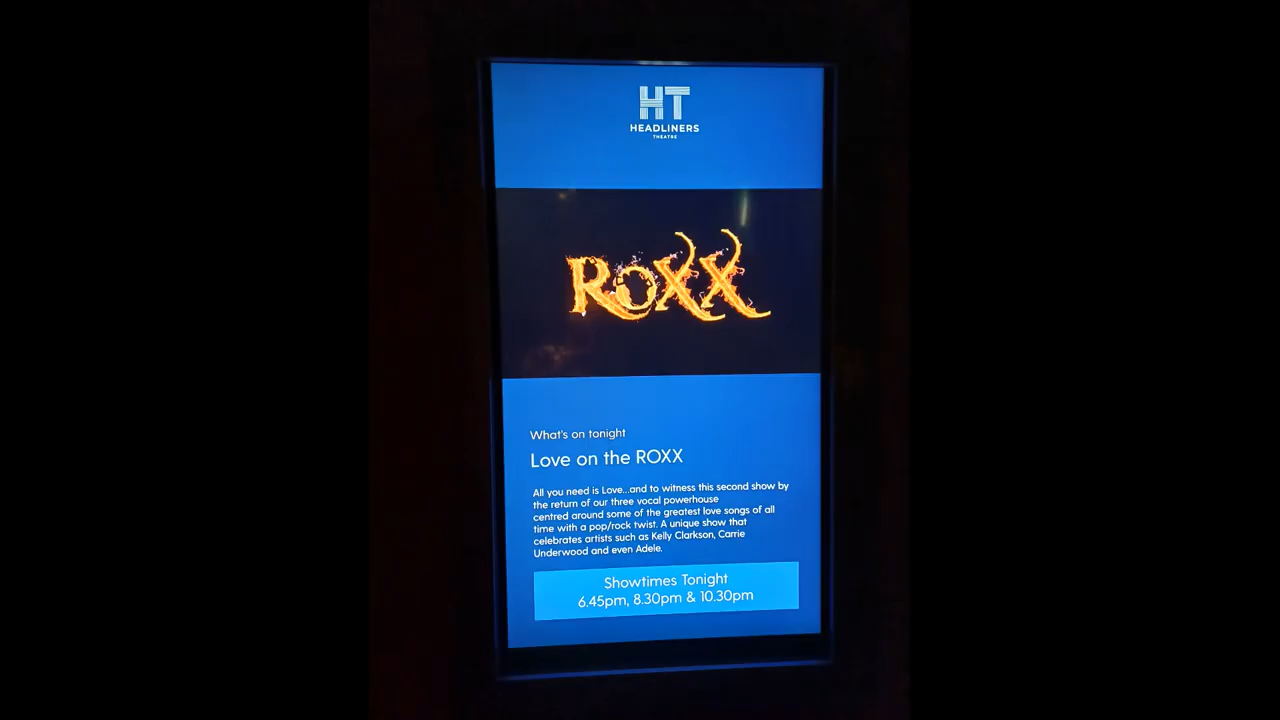 HT
HEADLINERS
THEATRE
ROXX
What's on tonight
Love on the ROXX
All you need is Love...and to witness this second show by
the return of our three vocal powerhouse
centred around some of the greatest love songs of all
time with a pop/rock twist. A unique show that
celebrates artists such as Kelly Clarkson, Carrie
Underwood and even Adele.
Showtimes Tonight
6.45pm, 8.30pm & 10.30pm